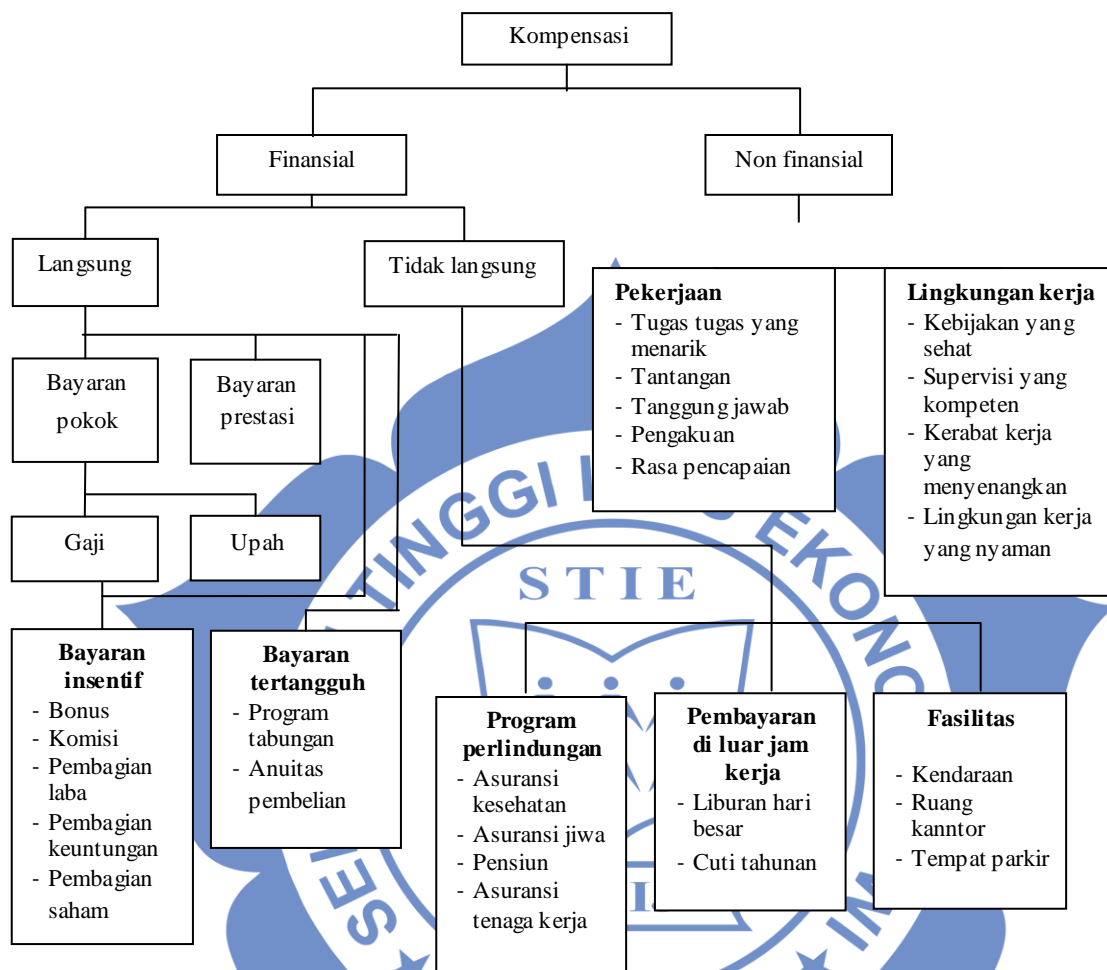 Kompensasi
Finansial
Non finansial
Langsung
Tidak langsung
Pekerjaan
- Tugas tugas yang
menarik
- Tantangan
- Tanggung jawab
- Pengakuan
- Rasa pencapaian
Lingkungan kerja
- Kebijakan yang
sehat
- Supervisi yang
kompeten
- Kerabat kerja
yang
menyenangkan
- Lingkungan kerja
yang nyaman
Bayaran
pokok
Bayaran
prestasi
Gaji
Upah
Bayaran
insentif
- Bonus
- Komisi
- Pembagian
laba
- Pembagian
keuntungan
- Pembagian
saham
Bayaran
tertangguh
- Program
tabungan
- Anuitas
pembelian
Program
perlindungan
- Asuransi
kesehatan
- Asuransi jiwa
- Pensiun
- Asuransi
tenaga kerja
Pembayaran
di luar jam
kerja
- Liburan hari
besar
- Cuti tahunan
Fasilitas
- Kendaraan
- Ruang
kanntor
- Tempat parkir
TINGGI
STIE